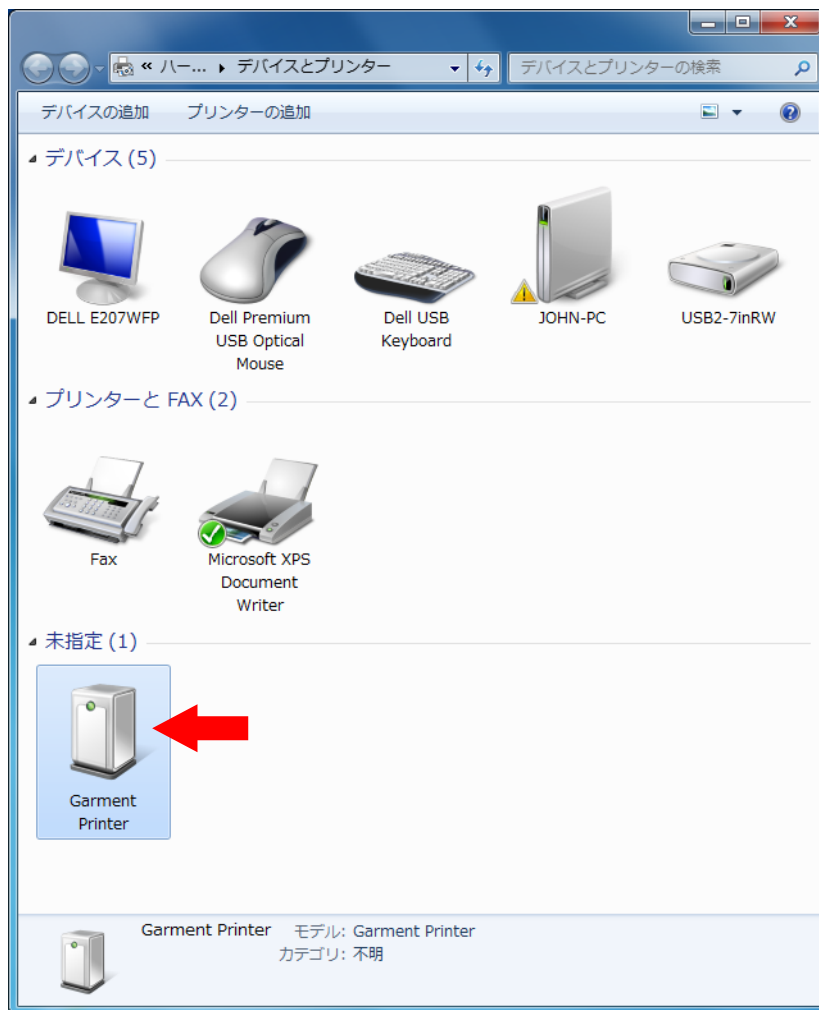 « ハー... ▸ デバイスとプリンター
デバイスとプリンターの検索
デバイスの追加 プリンターの追加
デバイス (5)
DELL E207WFP
Dell Premium
USB Optical
Mouse
Dell USB
Keyboard
JOHN-PC
USB2-7inRW
プリンターと FAX (2)
Fax
Microsoft XPS
Document
Writer
未指定 (1)
Garment
Printer
Garment Printer モデル: Garment Printer
カテゴリ: 不明